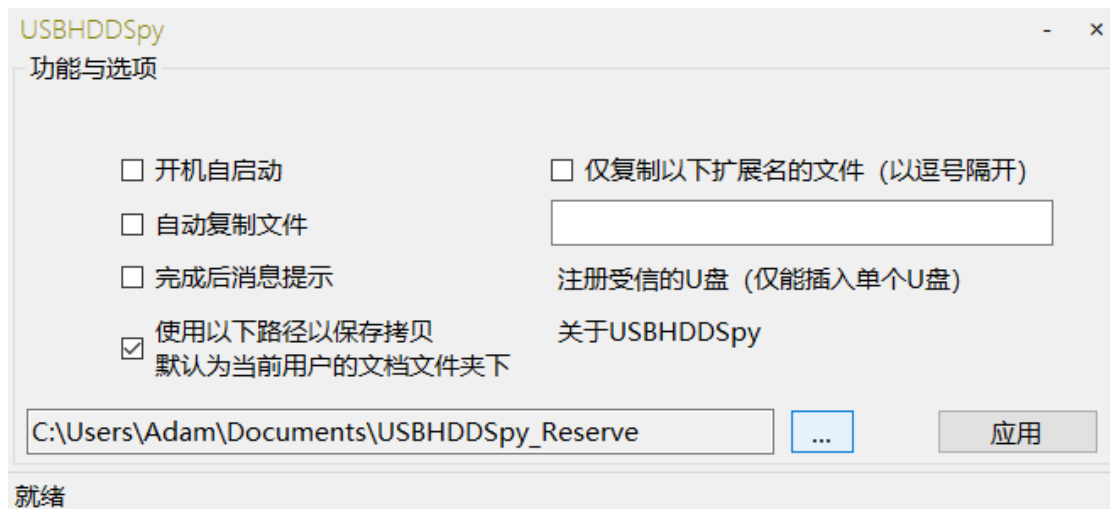 USBHDDSpy
功能与选项
开机自启动
仅复制以下扩展名的文件 (以逗号隔开)
自动复制文件
完成后消息提示
注册受信的U盘 (仅能插入单个U盘)
使用以下路径以保存拷贝
默认为当前用户的文档文件夹下
关于USBHDDSpy
C:\Users\Adam\Documents\USBHDDSpy_Reserve
...
应用
就绪